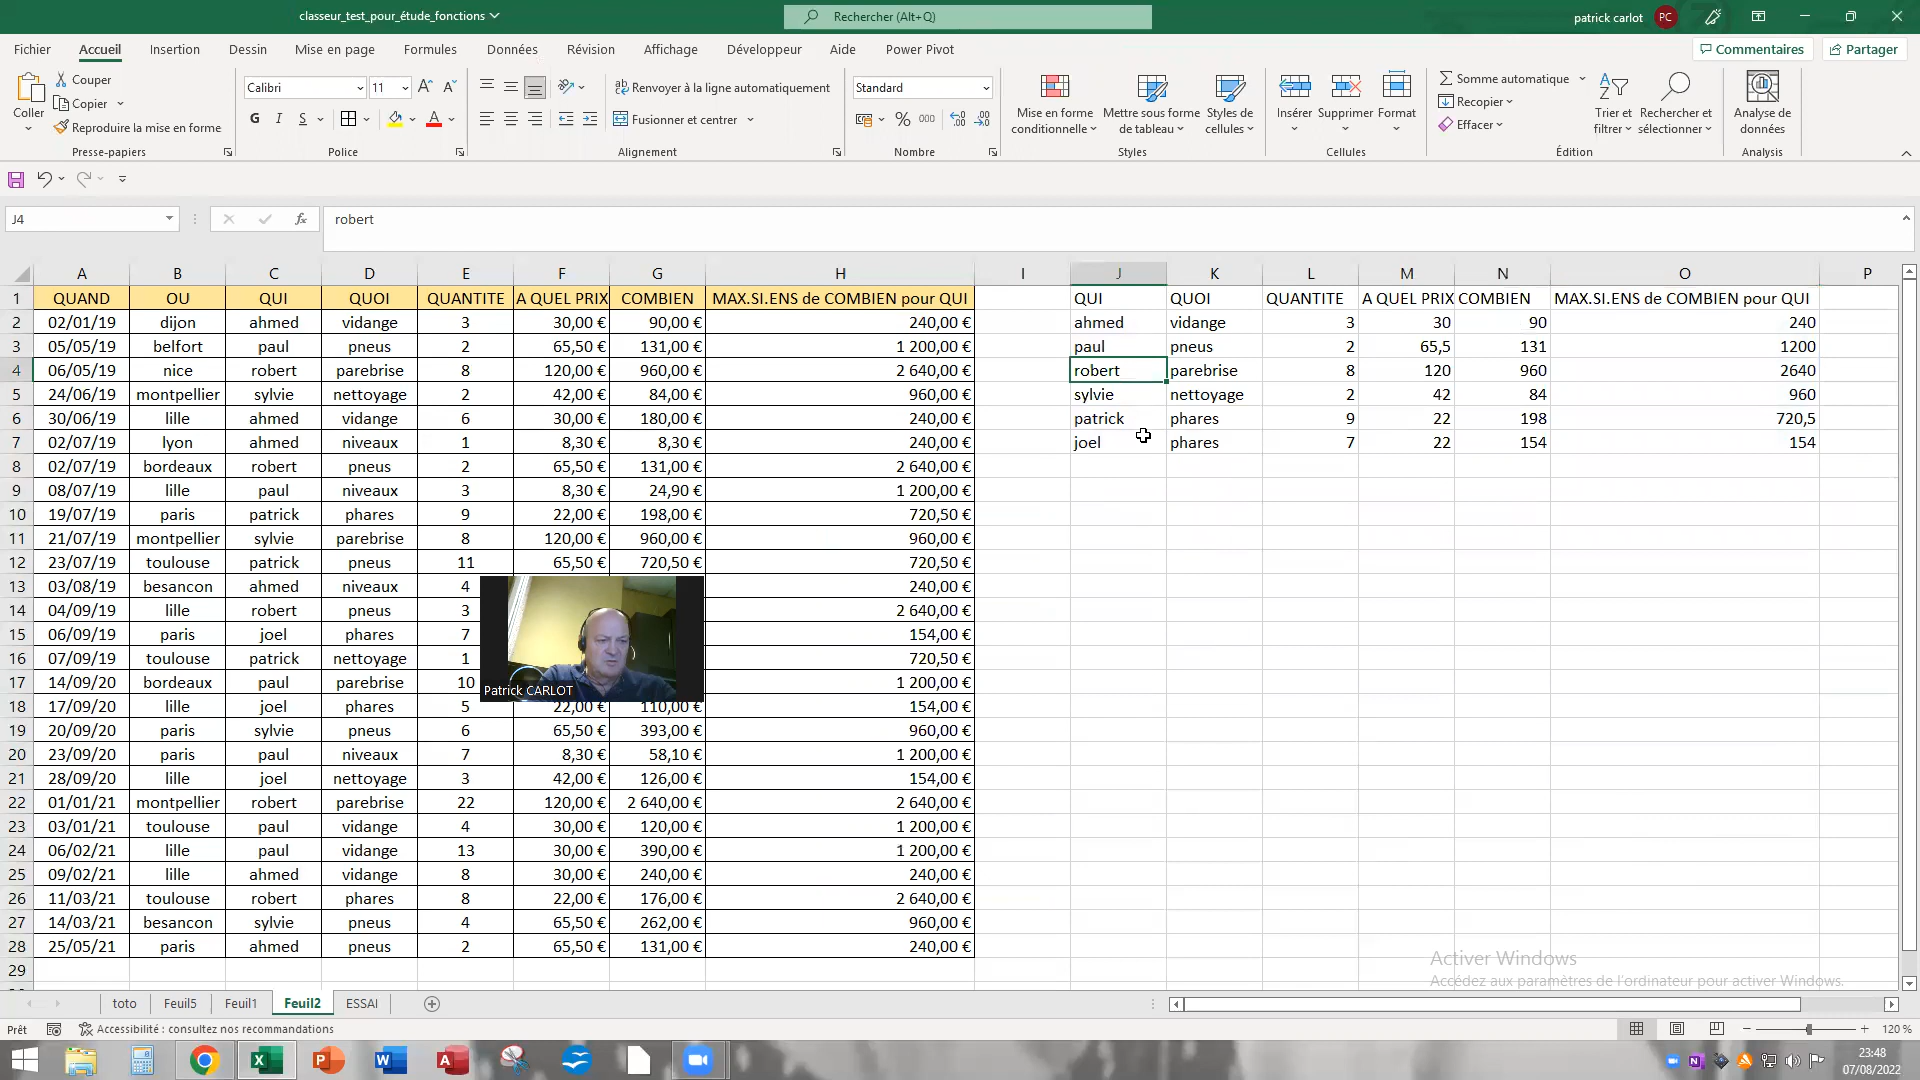 classeur_test_pour_étude_fonctions
Rechercher (Alt+Q)
patrick carlot PC
Fichier Accueil Insertion Dessin Mise en page Formules Données Révision Affichage Développeur Aide Power Pivot
Commentaires Partager
Coller
Couper
Copier
Reproduire la mise en forme
Presse-papiers
Calibri 11
G I S
Police
Renvoyer à la ligne automatiquement
Fusionner et centrer
Alignement
Standard
% 000
Nombre
Mise en forme conditionnelle
Mettre sous forme de tableau
Styles de cellules
Styles
Insérer Supprimer Format
Cellules
Somme automatique
Recopier
Effacer
Trier et filtrer
Rechercher et sélectionner
Édition
Analyse de données
Analysis
J4 fx robert
A B C D E F G H I J K L M N O P
1 QUAND OU QUI QUOI QUANTITE A QUEL PRIX COMBIEN MAX.SI.ENS de COMBIEN pour QUI QUI QUOI QUANTITE A QUEL PRIX COMBIEN MAX.SI.ENS de COMBIEN pour QUI
2 02/01/19 dijon ahmed vidange 3 30,00 € 90,00 € 240,00 € ahmed vidange 3 30 90 240
3 05/05/19 belfort paul pneus 2 65,50 € 131,00 € 1 200,00 € paul pneus 2 65,5 131 1200
4 06/05/19 nice robert parebrise 8 120,00 € 960,00 € 2 640,00 € robert parebrise 8 120 960 2640
5 24/06/19 montpellier sylvie nettoyage 2 42,00 € 84,00 € 960,00 € sylvie nettoyage 2 42 84 960
6 30/06/19 lille ahmed vidange 6 30,00 € 180,00 € 240,00 € patrick phares 9 22 198 720,5
7 02/07/19 lyon ahmed niveaux 1 8,30 € 8,30 € 240,00 € joel phares 7 22 154 154
8 02/07/19 bordeaux robert pneus 2 65,50 € 131,00 € 2 640,00 €
9 08/07/19 lille paul niveaux 3 8,30 € 24,90 € 1 200,00 €
10 19/07/19 paris patrick phares 9 22,00 € 198,00 € 720,50 €
11 21/07/19 montpellier sylvie parebrise 8 120,00 € 960,00 € 960,00 €
12 23/07/19 toulouse patrick pneus 11 65,50 € 720,50 € 720,50 €
13 03/08/19 besancon ahmed niveaux 4 240,00 €
14 04/09/19 lille robert pneus 3 2 640,00 €
15 06/09/19 paris joel phares 7 154,00 €
16 07/09/19 toulouse patrick nettoyage 1 720,50 €
17 14/09/20 bordeaux paul parebrise 10 1 200,00 €
Patrick CARLOT
18 17/09/20 lille joel phares 5 22,00 € 110,00 € 154,00 €
19 20/09/20 paris sylvie pneus 6 65,50 € 393,00 € 960,00 €
20 23/09/20 paris paul niveaux 7 8,30 € 58,10 € 1 200,00 €
21 28/09/20 lille joel nettoyage 3 42,00 € 126,00 € 154,00 €
22 01/01/21 montpellier robert parebrise 22 120,00 € 2 640,00 € 2 640,00 €
23 03/01/21 toulouse paul vidange 4 30,00 € 120,00 € 1 200,00 €
24 06/02/21 lille paul vidange 13 30,00 € 390,00 € 1 200,00 €
25 09/02/21 lille ahmed vidange 8 30,00 € 240,00 € 240,00 €
26 11/03/21 toulouse robert phares 8 22,00 € 176,00 € 2 640,00 €
27 14/03/21 besancon sylvie pneus 4 65,50 € 262,00 € 960,00 €
28 25/05/21 paris ahmed pneus 2 65,50 € 131,00 € 240,00 €
29
Activer Windows
Accédez aux paramètres de l'ordinateur pour activer Windows.
toto Feuil5 Feuil1 Feuil2 ESSAI
Prêt Accessibilité : consultez nos recommandations 120 %
23:48
07/08/2022